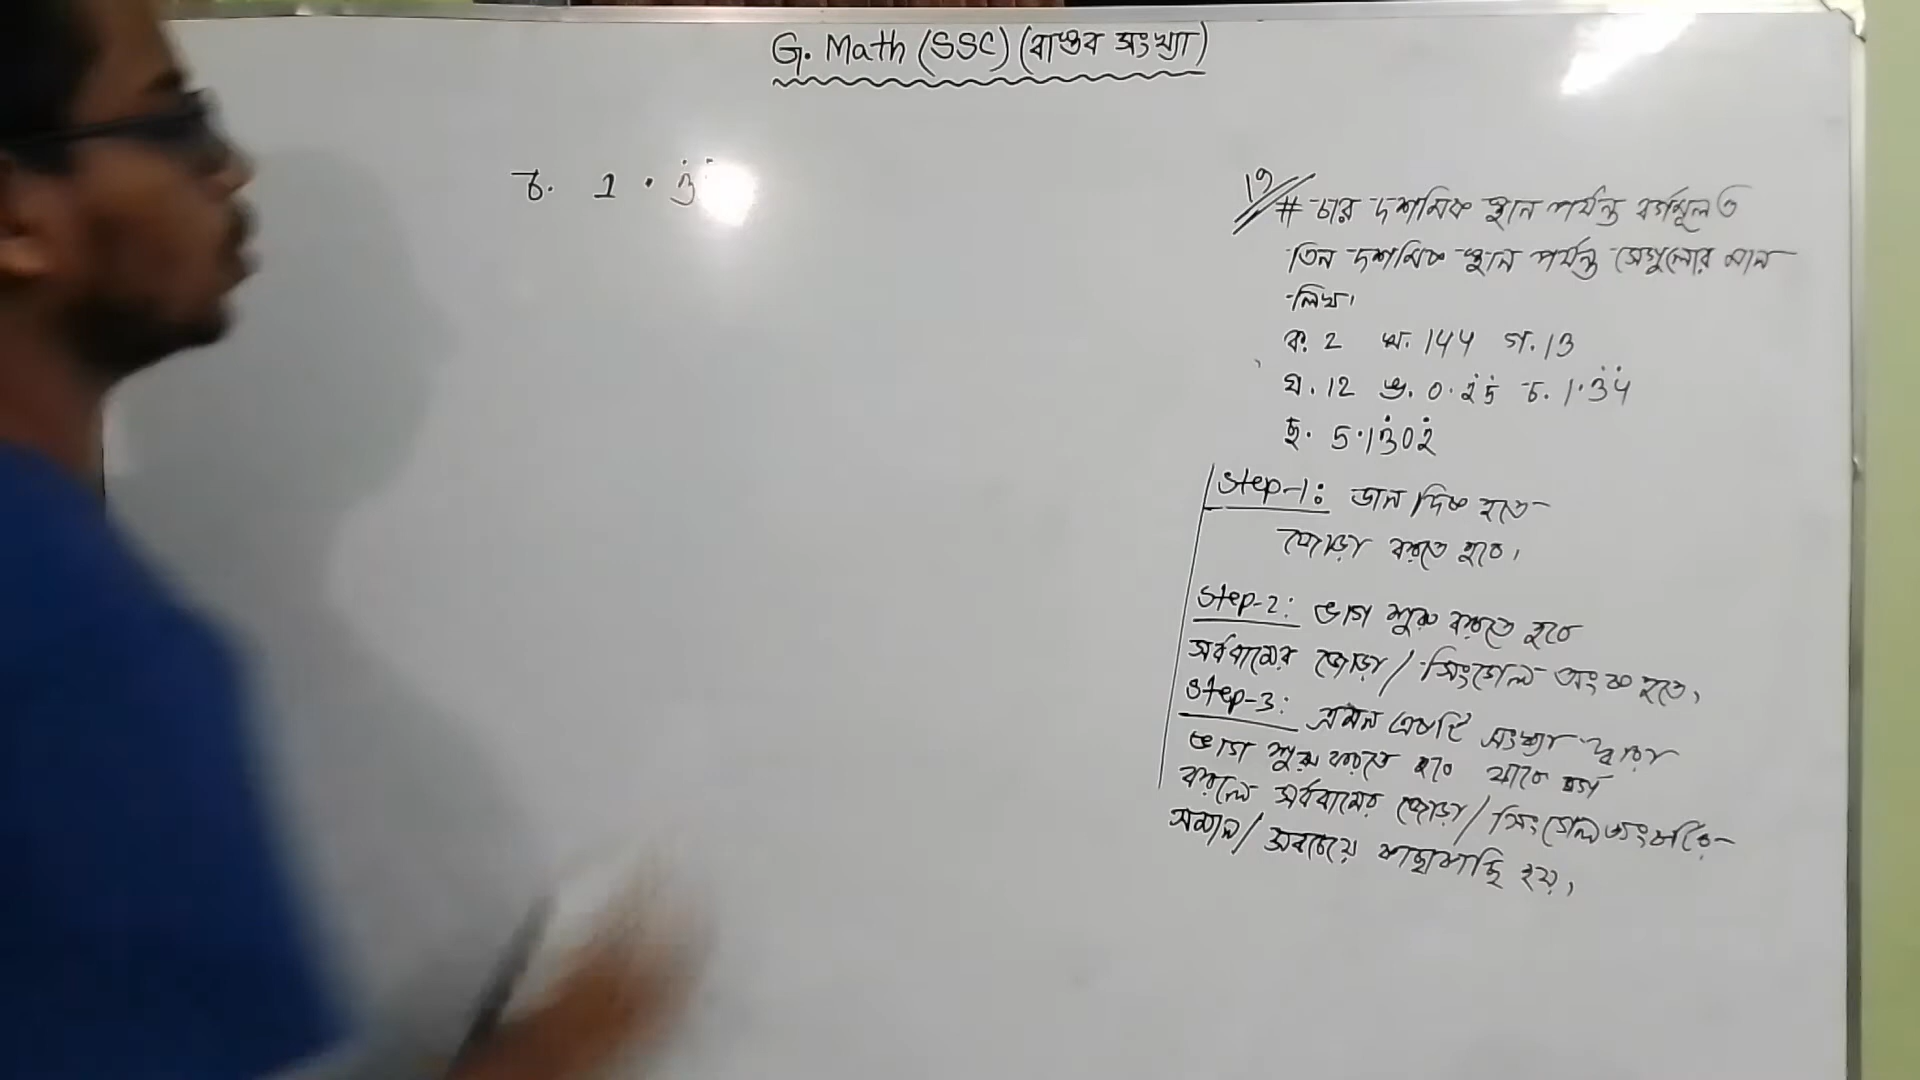 G. Math (SSC) (বাস্তব সংখ্যা)
চ. 1.3̇
# চার দশমিক স্থান পর্যন্ত বর্গমূল ও
তিন দশমিক স্থান পর্যন্ত সেগুলোর মান
লিখ।
ক. 2 খ. 144 গ. 13
ঘ. 12 ঙ. 0.2̇5̇ চ. 1.3̇4̇
ছ. 5.13̇02̇
Step-1: ডান দিক হতে
জোড়া করতে হবে।
Step-2: ভাগ শুরু করতে হবে
সর্ববামের জোড়া/সিংগেল অংক হতে।
Step-3: এমন একটি সংখ্যা দ্বারা
ভাগ শুরু করতে হবে যাকে বর্গ
করলে সর্ববামের জোড়া/সিংগেল অংকটির
সমান/সবচেয়ে কাছাকাছি হয়।